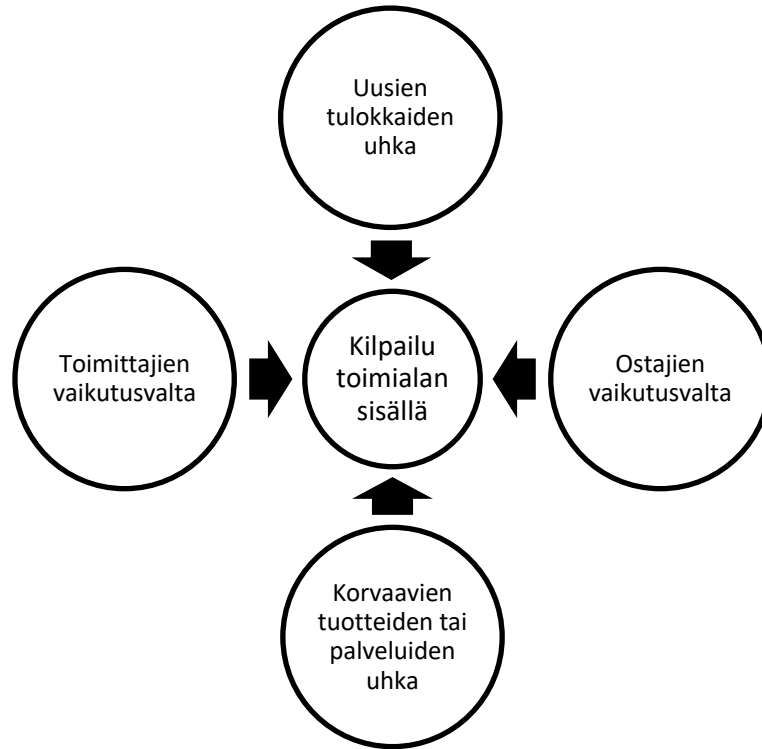 Uusien
tulokkaiden
uhka
Toimittajien
vaikutusvalta
Kilpailu
toimialan
sisällä
Ostajien
vaikutusvalta
Korvaavien
tuotteiden tai
palveluiden
uhka